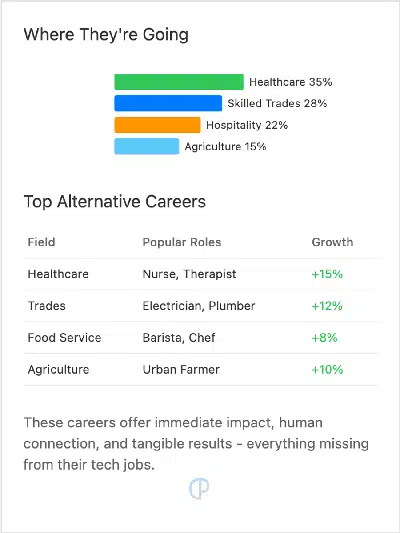 Where They're Going
Healthcare 35%
Skilled Trades 28%
Hospitality 22%
Agriculture 15%
Top Alternative Careers
Field Popular Roles Growth
Healthcare Nurse, Therapist +15%
Trades Electrician, Plumber +12%
Food Service Barista, Chef +8%
Agriculture Urban Farmer +10%
These careers offer immediate impact, human
connection, and tangible results - everything missing
from their tech jobs.